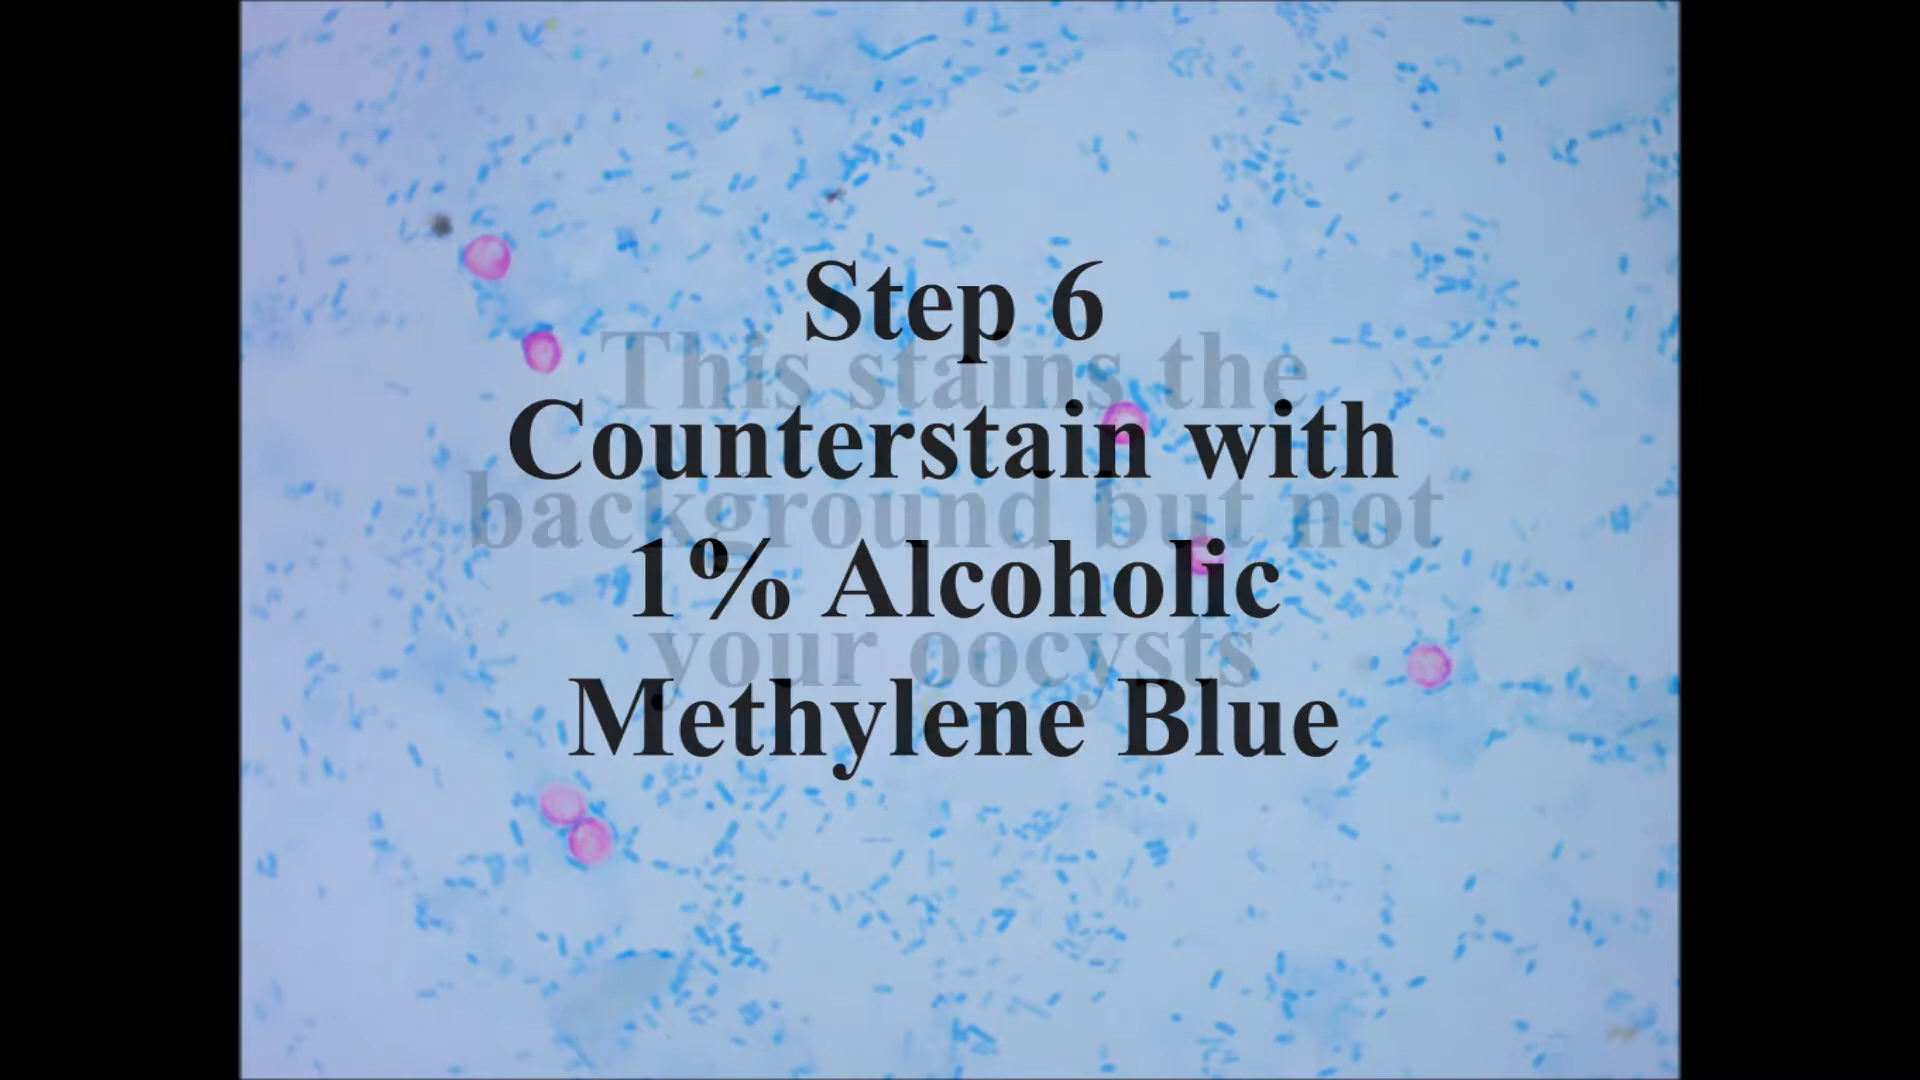 Step 6
Counterstain with
1% Alcoholic
Methylene Blue
This stains the
background but not
your oocysts